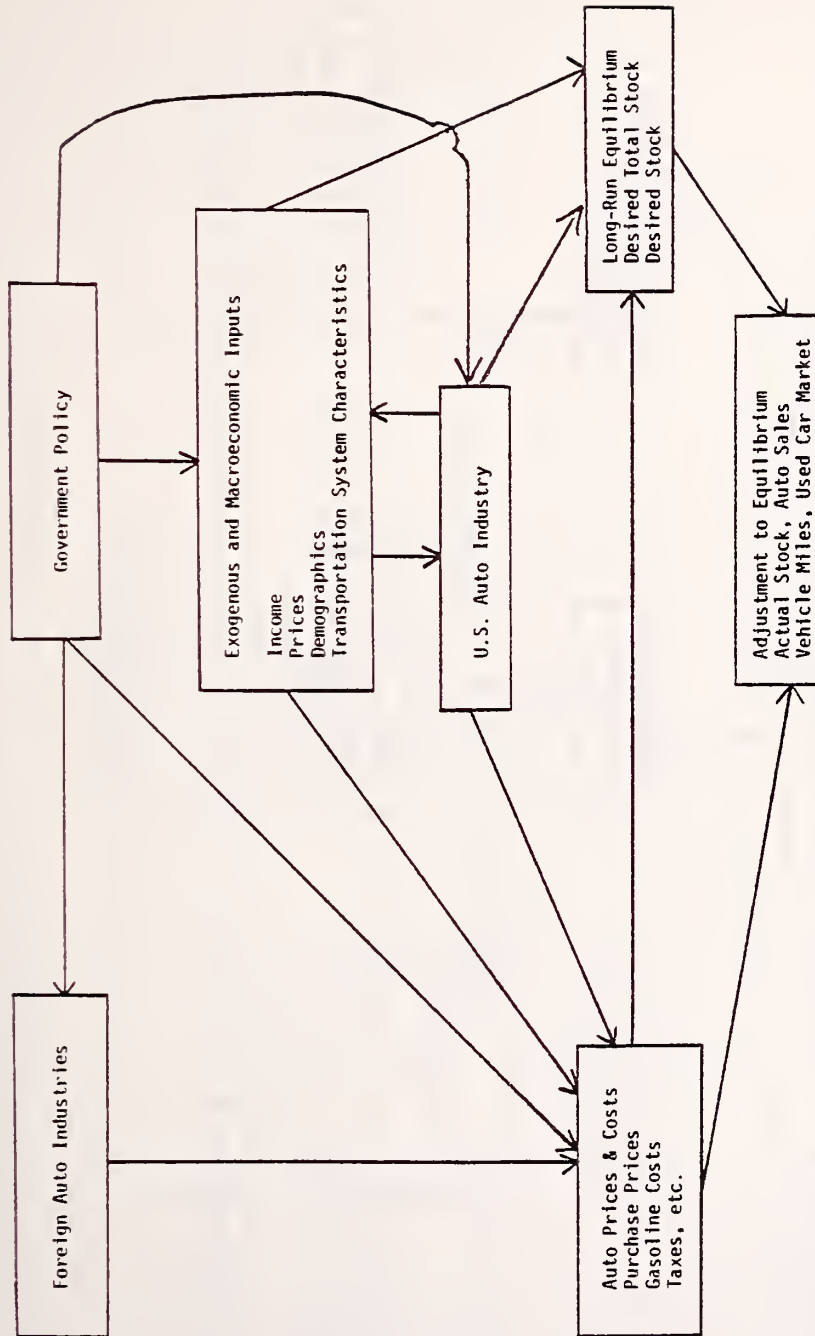 Foreign Auto Industries
Government Policy
Exogenous and Macroeconomic Inputs
Income
Prices
Demographics
Transportation System Characteristics
U.S. Auto Industry
Auto Prices & Costs
Purchase Prices
Gasoline Costs
Taxes, etc.
Long-Run Equilibrium
Desired Total Stock
Desired Stock
Adjustment to Equilibrium
Actual Stock, Auto Sales
Vehicle Miles, Used Car Market